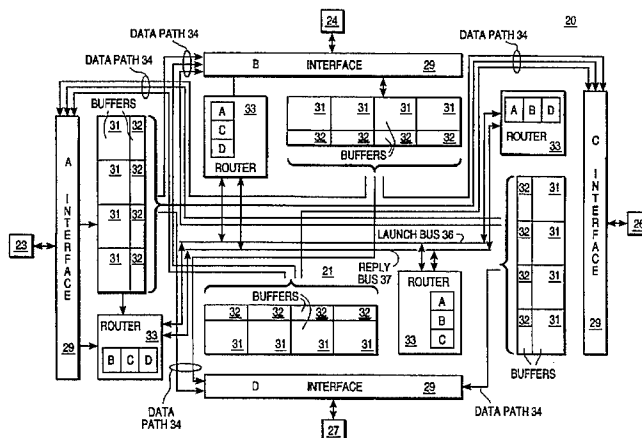 DATA PATH 34
24
DATA PATH 34
20
DATA PATH 34
B INTERFACE 29
BUFFERS
31 32
31 32
31 32
31 32
A INTERFACE 29
23
33
A
C
D
ROUTER
31 31 31 31
32 32 32 32
BUFFERS
A B D
ROUTER
33
C INTERFACE 29
26
32 31
32 31
32 31
32 31
BUFFERS
LAUNCH BUS 36
REPLY BUS 37
21
BUFFERS
32 32 32 32
31 31 31 31
ROUTER
A
B
C
33
ROUTER
33
B C D
DATA PATH 34
D INTERFACE 29
DATA PATH 34
27